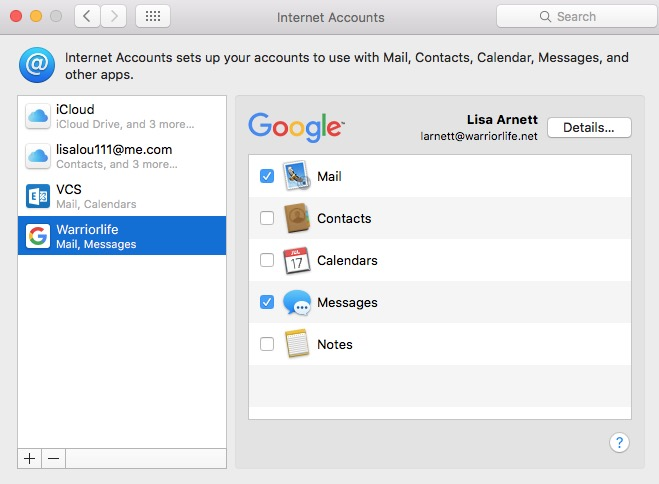 Internet Accounts
Search
Internet Accounts sets up your accounts to use with Mail, Contacts, Calendar, Messages, and
other apps.
iCloud
iCloud Drive, and 3 more...
lisalou111@me.com
Contacts, and 3 more...
VCS
Mail, Calendars
Warriorlife
Mail, Messages
Google™
Lisa Arnett
larnett@warriorlife.net
Details...
Mail
Contacts
JUL
17
Calendars
Messages
Notes
?